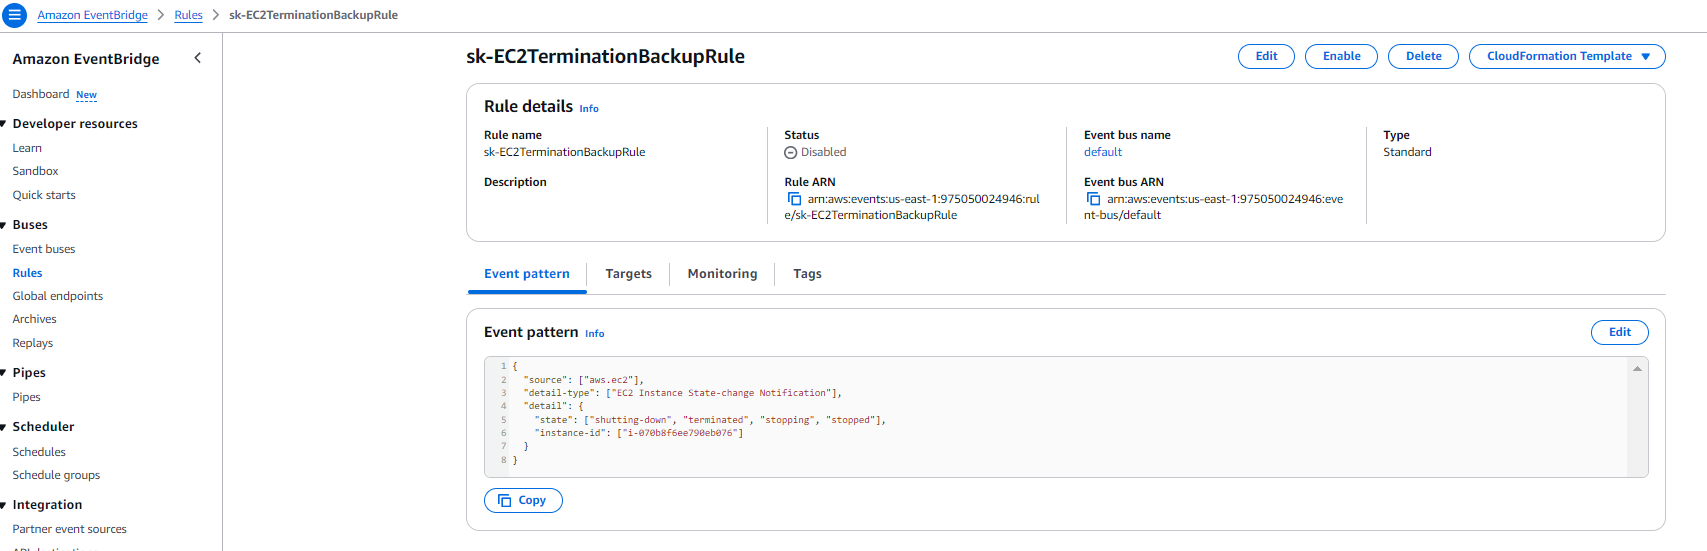 Amazon EventBridge > Rules > sk-EC2TerminationBackupRule
Amazon EventBridge
Dashboard New
Developer resources
Learn
Sandbox
Quick starts
Buses
Event buses
Rules
Global endpoints
Archives
Replays
Pipes
Pipes
Scheduler
Schedules
Schedule groups
Integration
Partner event sources
sk-EC2TerminationBackupRule
Edit
Enable
Delete
CloudFormation Template
Rule details Info
Rule name
sk-EC2TerminationBackupRule
Description
Status
Disabled
Rule ARN
arn:aws:events:us-east-1:975050024946:rul
e/sk-EC2TerminationBackupRule
Event bus name
default
Event bus ARN
arn:aws:events:us-east-1:975050024946:eve
nt-bus/default
Type
Standard
Event pattern
Targets
Monitoring
Tags
Event pattern Info
Edit
1 {
2 "source": ["aws.ec2"],
3 "detail-type": ["EC2 Instance State-change Notification"],
4 "detail": {
5 "state": ["shutting-down", "terminated", "stopping", "stopped"],
6 "instance-id": ["i-070b8f6ee790eb076"]
7 }
8 }
Copy